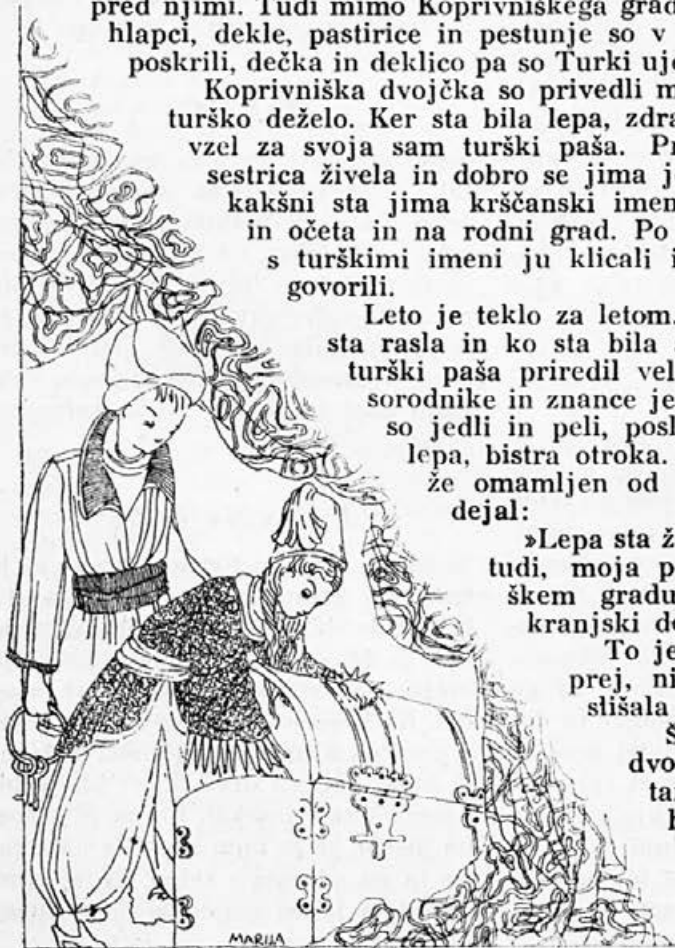 pred njimi. Tudi mimo Koprivniškega grad
hlapci, dekle, pastirice in pestunje so v
poskrili, dečka in deklico pa so Turki uje
Koprivniška dvojčka so privedli m
turško deželo. Ker sta bila lepa, zdra
vzel za svoja sam turški paša. Pr
sestrica živela in dobro se jima j
kakšni sta jima krščanski imen
in očeta in na rodni grad. Po
s turškimi imeni ju klicali i
govorili.
Leto je teklo za letom.
sta rasla in ko sta bila
turški paša priredil vel
sorodnike in znance je
so jedli in peli, posl
lepa, bistra otroka.
že omamljen od
dejal:
»Lepa sta ž
tudi, moja p
škem gradu
kranjski de
To je
prej, ni
slišala
Š
dvo
ta
MARIJA